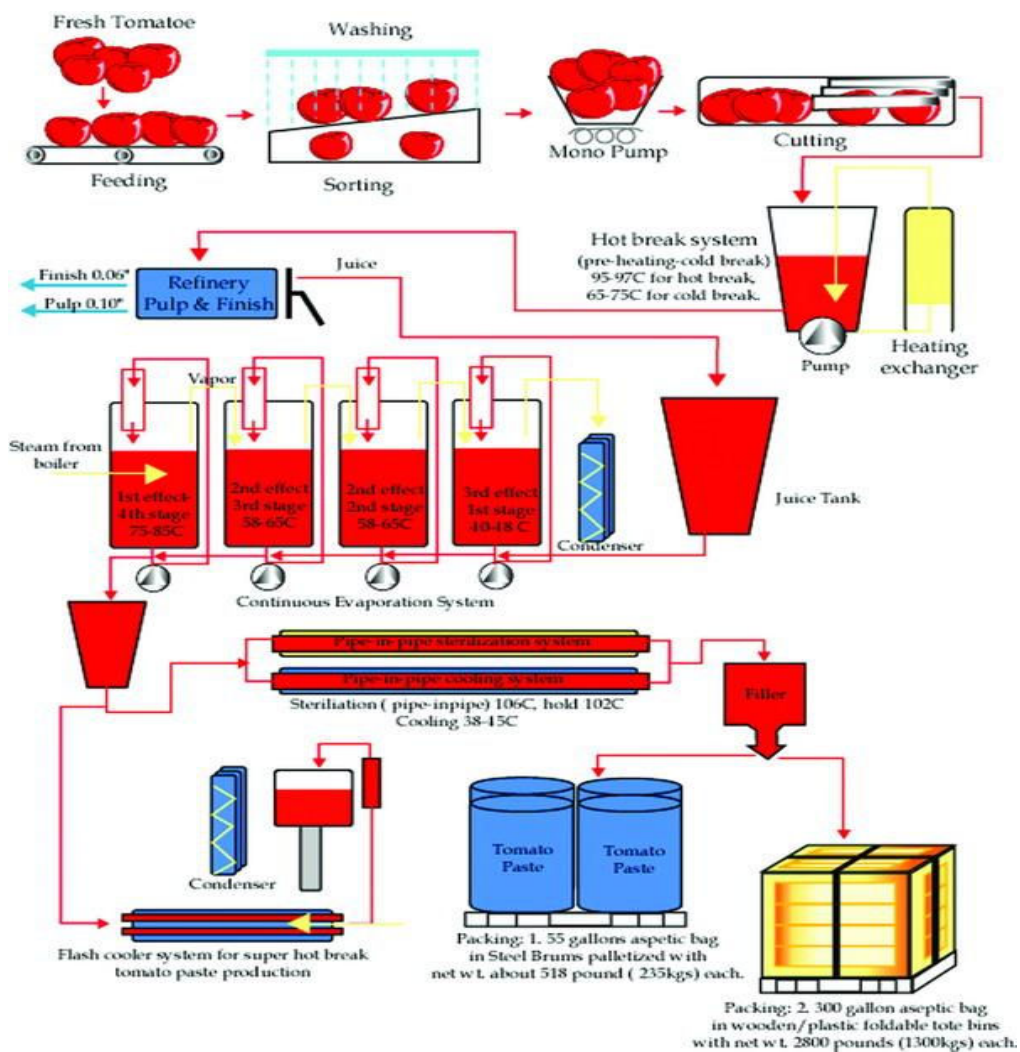 Fresh Tomatoe
Washing
Feeding
Sorting
Mono Pump
Cutting
Hot break system
(pre-heating-cold break)
95-97C for hot break,
65-75C for cold break.
Pump
Heating
exchanger
Finish 0.06"
Pulp 0.10"
Refinery
Pulp & Finish
Juice
Vapor
Steam from
boiler
1st effect-
4th stage
75-85C
2nd effect
3rd stage
58-65C
2nd effect
2nd stage
58-65C
3rd effect
1st stage
40-48 C
Condenser
Juice Tank
Continuous Evaporation System
Pipe-in-pipe sterilization system
Pipe-in-pipe cooling system
Steriliation ( pipe-inpipe) 106C, hold 102C
Cooling 38-45C
Filler
Condenser
Tomato
Paste
Tomato
Paste
Flash cooler system for super hot break
tomato paste production
Packing: 1. 55 gallons aspetic bag
in Steel Brums palletized with
net wt. about 518 pound ( 235kgs) each.
Packing: 2. 300 gallon aseptic bag
in wooden/plastic foldable tote bins
with net wt. 2800 pounds (1300kgs) each.